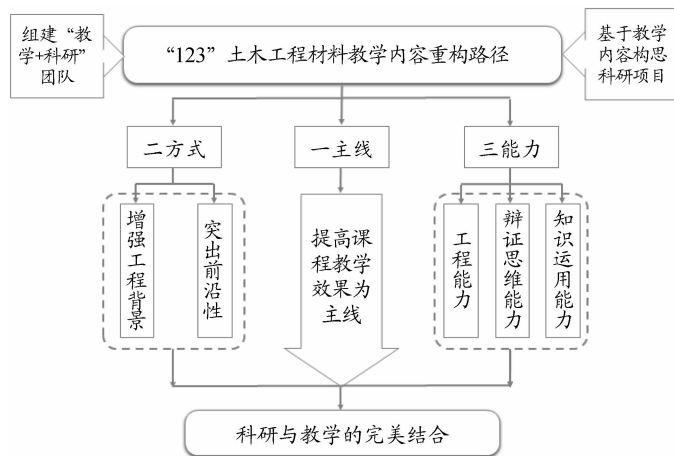 组建“教
学+科研”
团队
“123”土木工程材料教学内容重构路径
基于教学
内容构思
科研项目
二方式
一主线
三能力
增强工程背景
突出前沿性
提高课
程教学
效果为
主线
工程能力
辩证思维能力
知识运用能力
科研与教学的完美结合